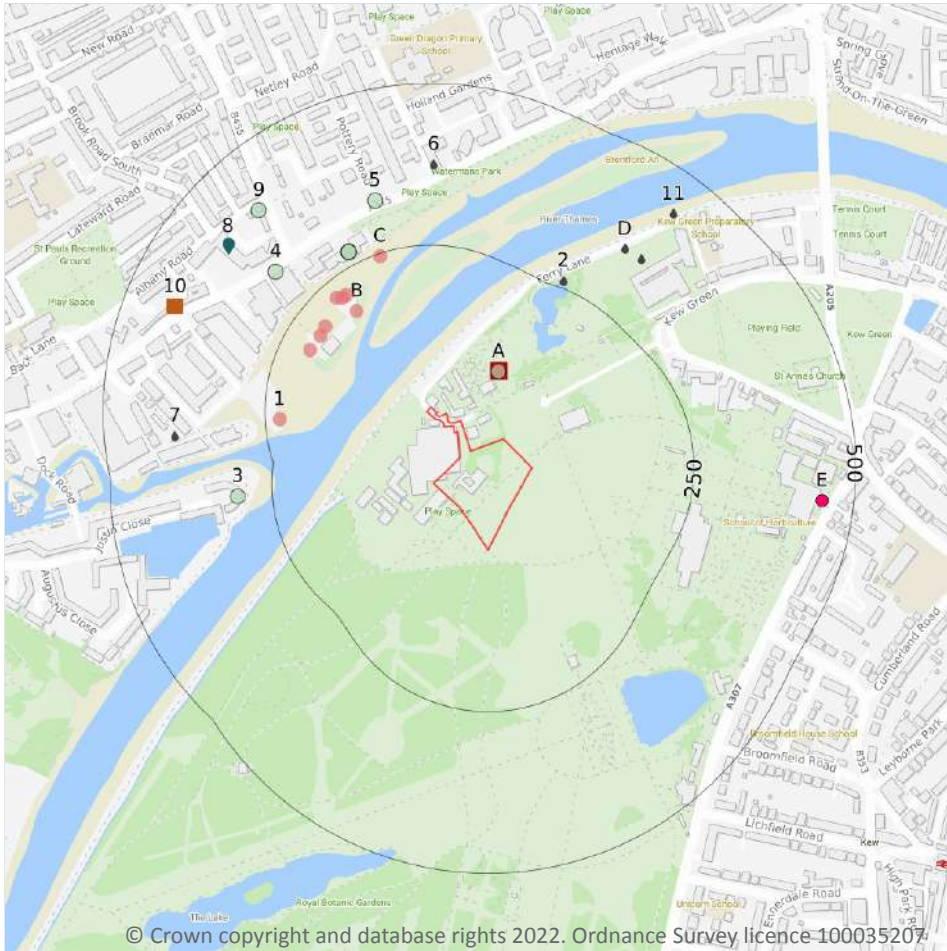 Play Space
Play Space
New Road
Green Dragon Primary
School
Heritage Walk
Spring Grove
Strand-On-The-Green
Netley Road
Holland Gardens
Braemar Road
Brook Road South
B455
Play Space
Pottery Road
6
Watermans Park
Brentford Ait
Lateward Road
9
5
Play Space
11
8
River Thames
Kew Green Preparatory
School
Tennis Court
Tennis Court
St Pauls Recreation
Ground
Albany Road
4
C
D
2
Ferry Lane
Play Space
10
B
Kew Green
A205
Playing Field
Kew Green
Back Lane
A
St Anne's Church
1
7
Dock Road
3
250
500
E
Play Space
School of Horticulture
Justin Close
Augustus Close
Cumberland Road
A307
Leyborne Park
Broomfield House School
Broomfield Road
B353
Lichfield Road
Kew
High Park Road
Ennerdale Road
Unicorn School
The Lake
Royal Botanic Gardens
© Crown copyright and database rights 2022. Ordnance Survey licence 100035207.